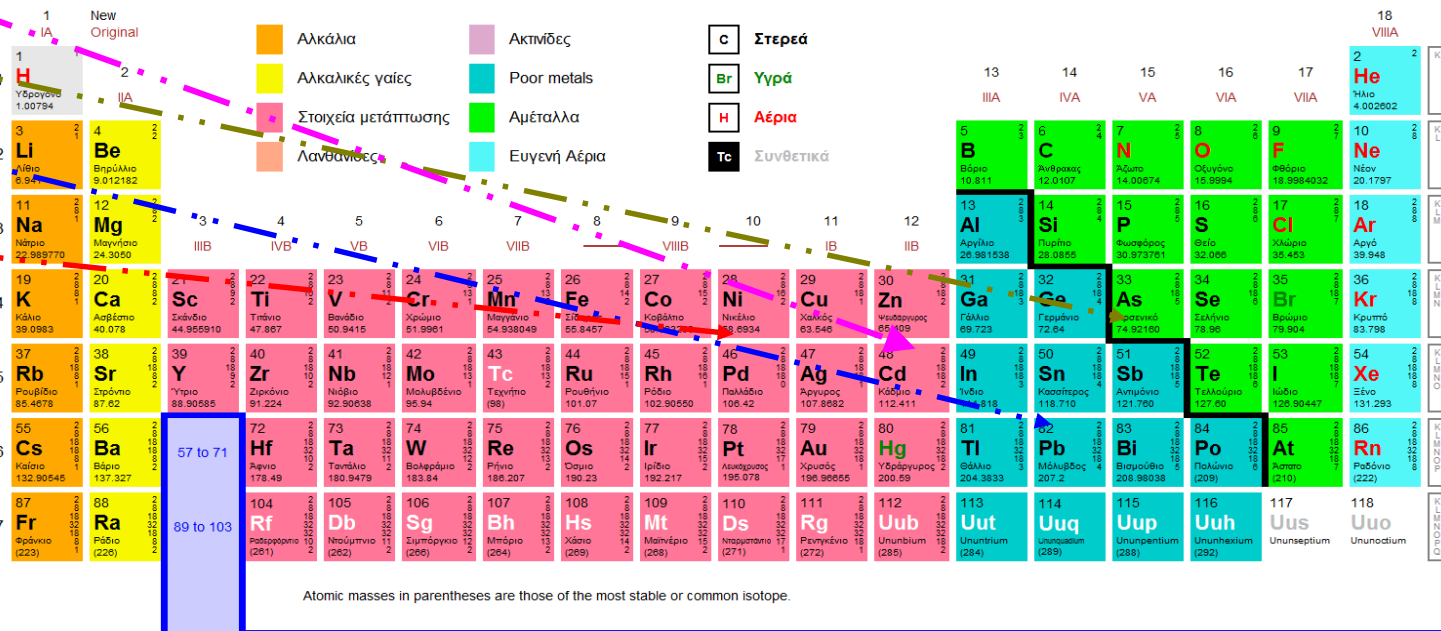 1 New 18
IA Original VIIIA
Αλκάλια Ακτινίδες C Στερεά
Αλκαλικές γαίες Poor metals Br Υγρά
Στοιχεία μετάπτωσης Αμέταλλα H Αέρια
Λανθανίδες Ευγενή Αέρια Tc Συνθετικά
2 13 14 15 16 17
IIA IIIA IVA VA VIA VIIA
1 2
H He
Υδρογόνο Ήλιο
1.00794 4.002602
3 4 5 6 7 8 9 10
Li Be B C N O F Ne
Λίθιο Βηρύλλιο Βόριο Άνθρακας Άζωτο Οξυγόνο Φθόριο Νέον
6.941 9.012182 10.811 12.0107 14.00674 15.9994 18.9984032 20.1797
11 12 13 14 15 16 17 18
Na Mg Al Si P S Cl Ar
Νάτριο Μαγνήσιο Αργίλιο Πυρίτιο Φωσφόρος Θείο Χλώριο Αργό
22.989770 24.3050 26.981538 28.0855 30.973761 32.066 35.453 39.948
3 4 5 6 7 8 9 10 11 12
IIIB IVB VB VIB VIIB VIIIB IB IIB
19 20 21 22 23 24 25 26 27 28 29 30 31 32 33 34 35 36
K Ca Sc Ti V Cr Mn Fe Co Ni Cu Zn Ga Ge As Se Br Kr
Κάλιο Ασβέστιο Σκάνδιο Τιτάνιο Βανάδιο Χρώμιο Μαγγάνιο Κοβάλτιο Νικέλιο Χαλκός Ψευδάργυρος Γάλλιο Γερμάνιο Αρσενικό Σελήνιο Βρώμιο Κρυπτό
39.0983 40.078 44.955910 47.867 50.9415 51.9961 54.938049 55.8457 58.6934 63.546 65.409 69.723 72.64 74.92160 78.96 79.904 83.798
37 38 39 40 41 42 43 44 45 46 47 48 49 50 51 52 53 54
Rb Sr Y Zr Nb Mo Tc Ru Rh Pd Ag Cd In Sn Sb Te I Xe
Ρουβίδιο Στρόντιο Ύτριο Ζιρκόνιο Νιόβιο Μολυβδένιο Τεχνήτιο Ρουθήνιο Ρόδιο Παλλάδιο Άργυρος Κάδμιο Ίνδιο Κασσίτερος Αντιμόνιο Τελλούριο Ιώδιο Ξένο
85.4678 87.62 88.90585 91.224 92.90638 95.94 (98) 101.07 102.90550 106.42 107.8682 112.411 114.818 118.710 121.760 127.60 126.90447 131.293
55 56 57 to 71 72 73 74 75 76 77 78 79 80 81 82 83 84 85 86
Cs Ba Hf Ta W Re Os Ir Pt Au Hg Tl Pb Bi Po At Rn
Καίσιο Βάριο Άφνιο Ταντάλιο Βολφράμιο Ρήνιο Όσμιο Ιρίδιο Λευκόχρυσος Χρυσός Υδράργυρος Θάλλιο Μόλυβδος Βισμούθιο Πολώνιο Άστατο Ραδόνιο
132.90545 137.327 178.49 180.9479 183.84 186.207 190.23 192.217 195.078 196.96655 200.59 204.3833 207.2 208.98038 (209) (210) (222)
87 88 89 to 103 104 105 106 107 108 109 110 111 112 113 114 115 116 117 118
Fr Ra Rf Db Sg Bh Hs Mt Ds Rg Uub Uut Uuq Uup Uuh Uus Uuo
Φράνκιο Ράδιο Ραδερφόρντιο Ντούμπνιο Σιμπόργκιο Μπόριο Χάσιο Μαϊτνέριο Νταρμστάντιο Ρεντγκένιο Ununbium Ununtrium Ununquadium Ununpentium Ununhexium Ununseptium Ununoctium
(223) (226) (261) (262) (266) (264) (269) (268) (271) (272) (285) (284) (289) (288) (292)
Atomic masses in parentheses are those of the most stable or common isotope.